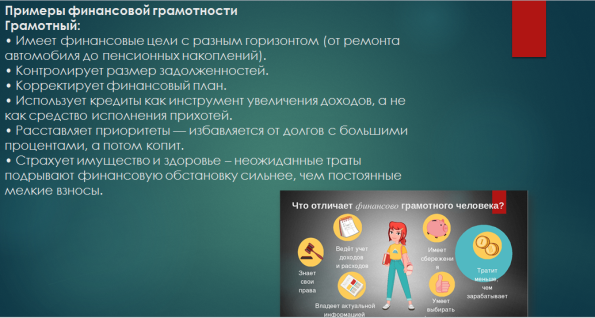 Примеры финансовой грамотности
Грамотный:
• Имеет финансовые цели с разным горизонтом (от ремонта
автомобиля до пенсионных накоплений).
• Контролирует размер задолженностей.
• Корректирует финансовый план.
• Использует кредиты как инструмент увеличения доходов, а не
как средство исполнения прихотей.
• Расставляет приоритеты — избавляется от долгов с большими
процентами, а потом копит.
• Страхует имущество и здоровье – неожиданные траты
подрывают финансовую обстановку сильнее, чем постоянные
мелкие взносы.
Что отличает финансово грамотного человека?
Знает
свои
права
Ведёт учет
доходов
и расходов
Владеет актуальной
информацией
Имеет
сбережени
я
Умеет
выбирать
Тратит
меньше,
чем
зарабатывает